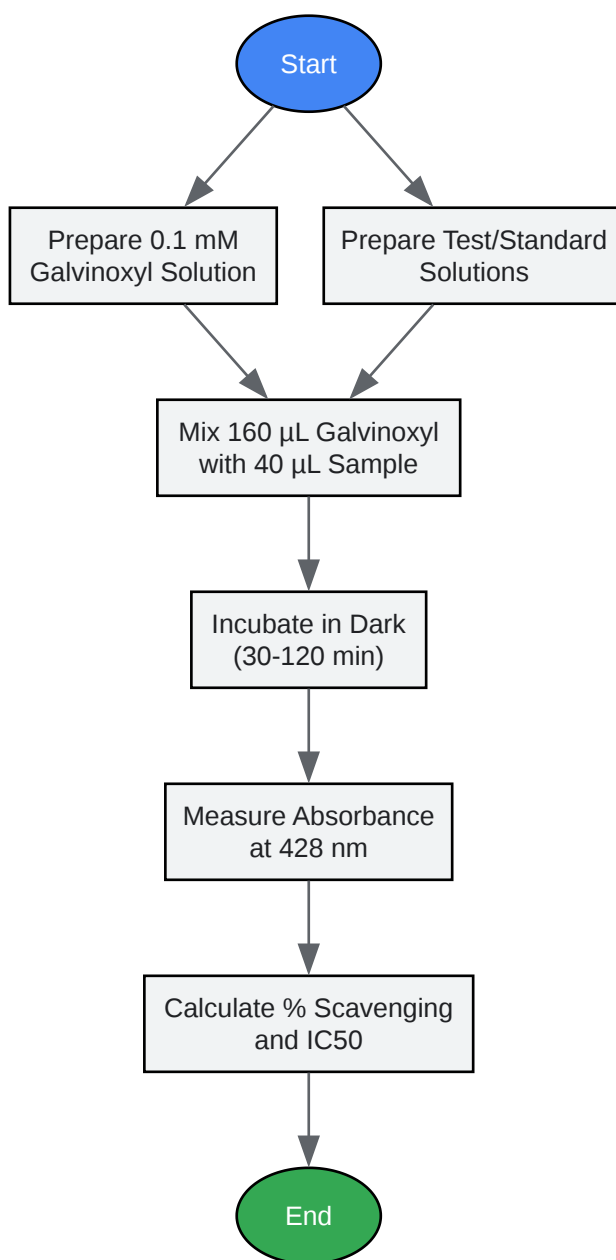 Start
Prepare 0.1 mM
Galvinoxyl Solution
Prepare Test/Standard
Solutions
Mix 160 µL Galvinoxyl
with 40 µL Sample
Incubate in Dark
(30-120 min)
Measure Absorbance
at 428 nm
Calculate % Scavenging
and IC50
End